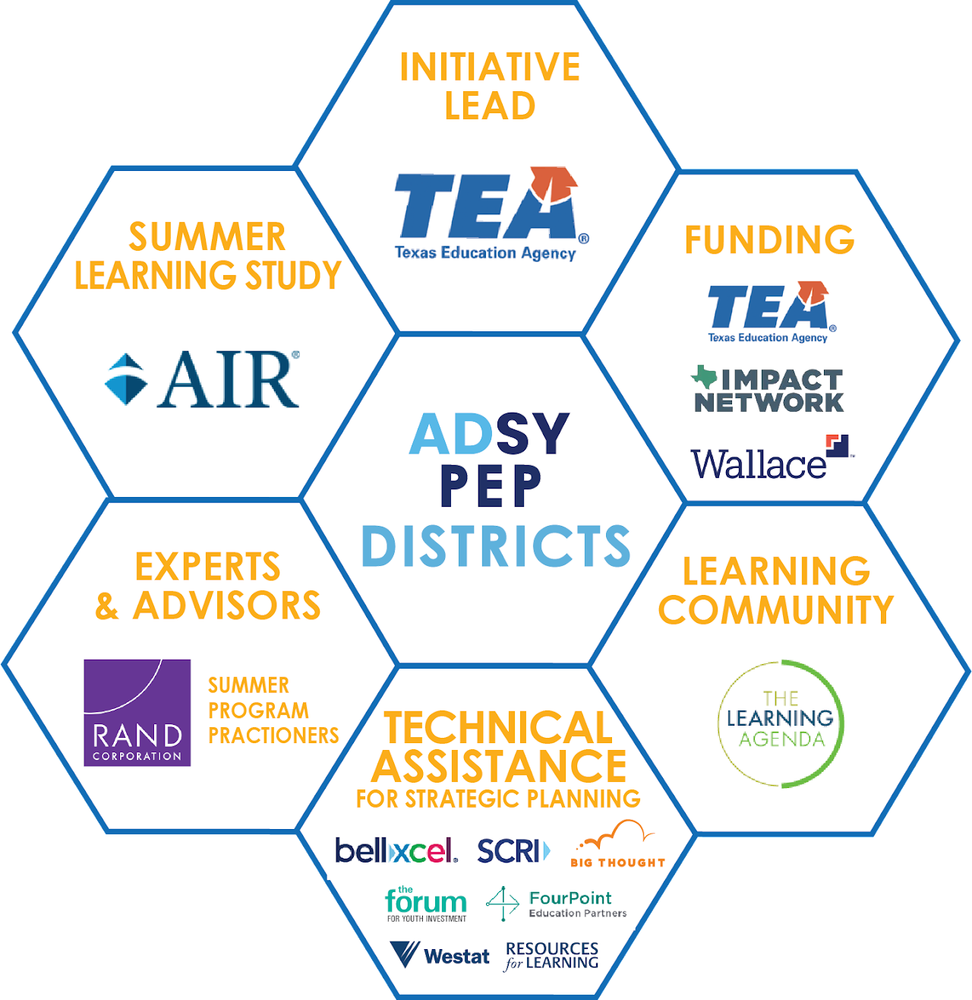 INITIATIVE
LEAD
TEA®
Texas Education Agency
SUMMER
LEARNING STUDY
AIR®
FUNDING
TEA®
Texas Education Agency
IMPACT
NETWORK
Wallace™
ADSY
PEP
DISTRICTS
EXPERTS
& ADVISORS
RAND
CORPORATION
SUMMER
PROGRAM
PRACTIONERS
LEARNING
COMMUNITY
THE
LEARNING
AGENDA
TECHNICAL
ASSISTANCE
FOR STRATEGIC PLANNING
bellxcel®
SCRI
BIG THOUGHT
the
forum
FOR YOUTH INVESTMENT
FourPoint
Education Partners
Westat
RESOURCES
for LEARNING